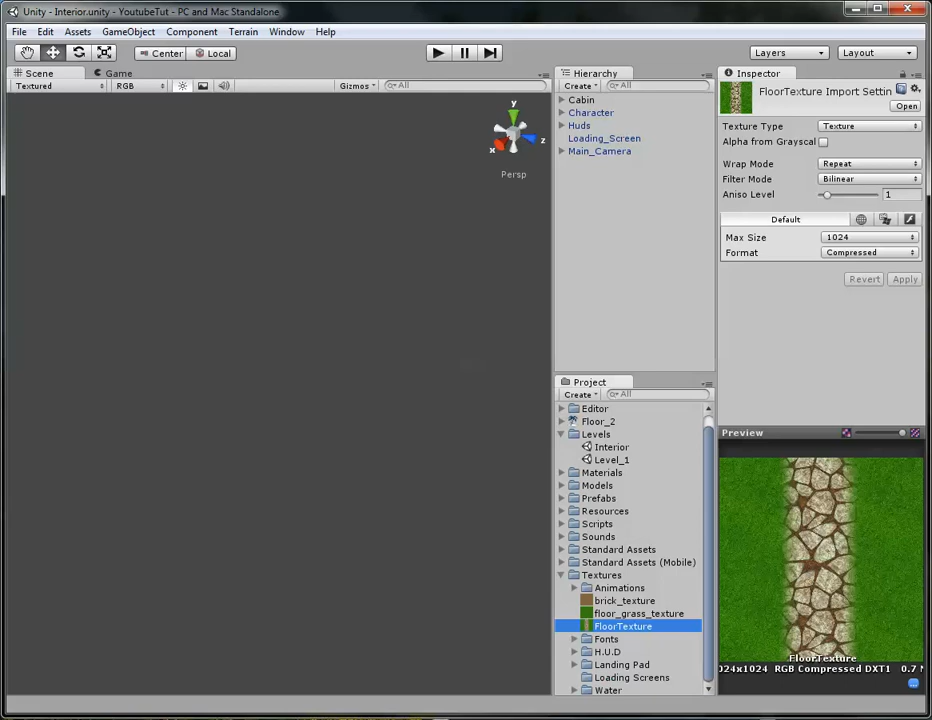 Unity - Interior.unity - YoutubeTut - PC and Mac Standalone
File Edit Assets GameObject Component Terrain Window Help
Center Local Layers Layout
Scene Game
Textured RGB Gizmos All
y
x z
Persp
Hierarchy
Create All
Cabin
Character
Huds
Loading_Screen
Main_Camera
Project
Create All
Editor
Floor_2
Levels
Interior
Level_1
Materials
Models
Prefabs
Resources
Scripts
Sounds
Standard Assets
Standard Assets (Mobile)
Textures
Animations
brick_texture
floor_grass_texture
FloorTexture
Fonts
H.U.D
Landing Pad
Loading Screens
Water
Inspector
FloorTexture Import Settin
Open
Texture Type Texture
Alpha from Grayscal
Wrap Mode Repeat
Filter Mode Bilinear
Aniso Level 1
Default
Max Size 1024
Format Compressed
Revert Apply
Preview
FloorTexture
024x1024 RGB Compressed DXT1 0.7